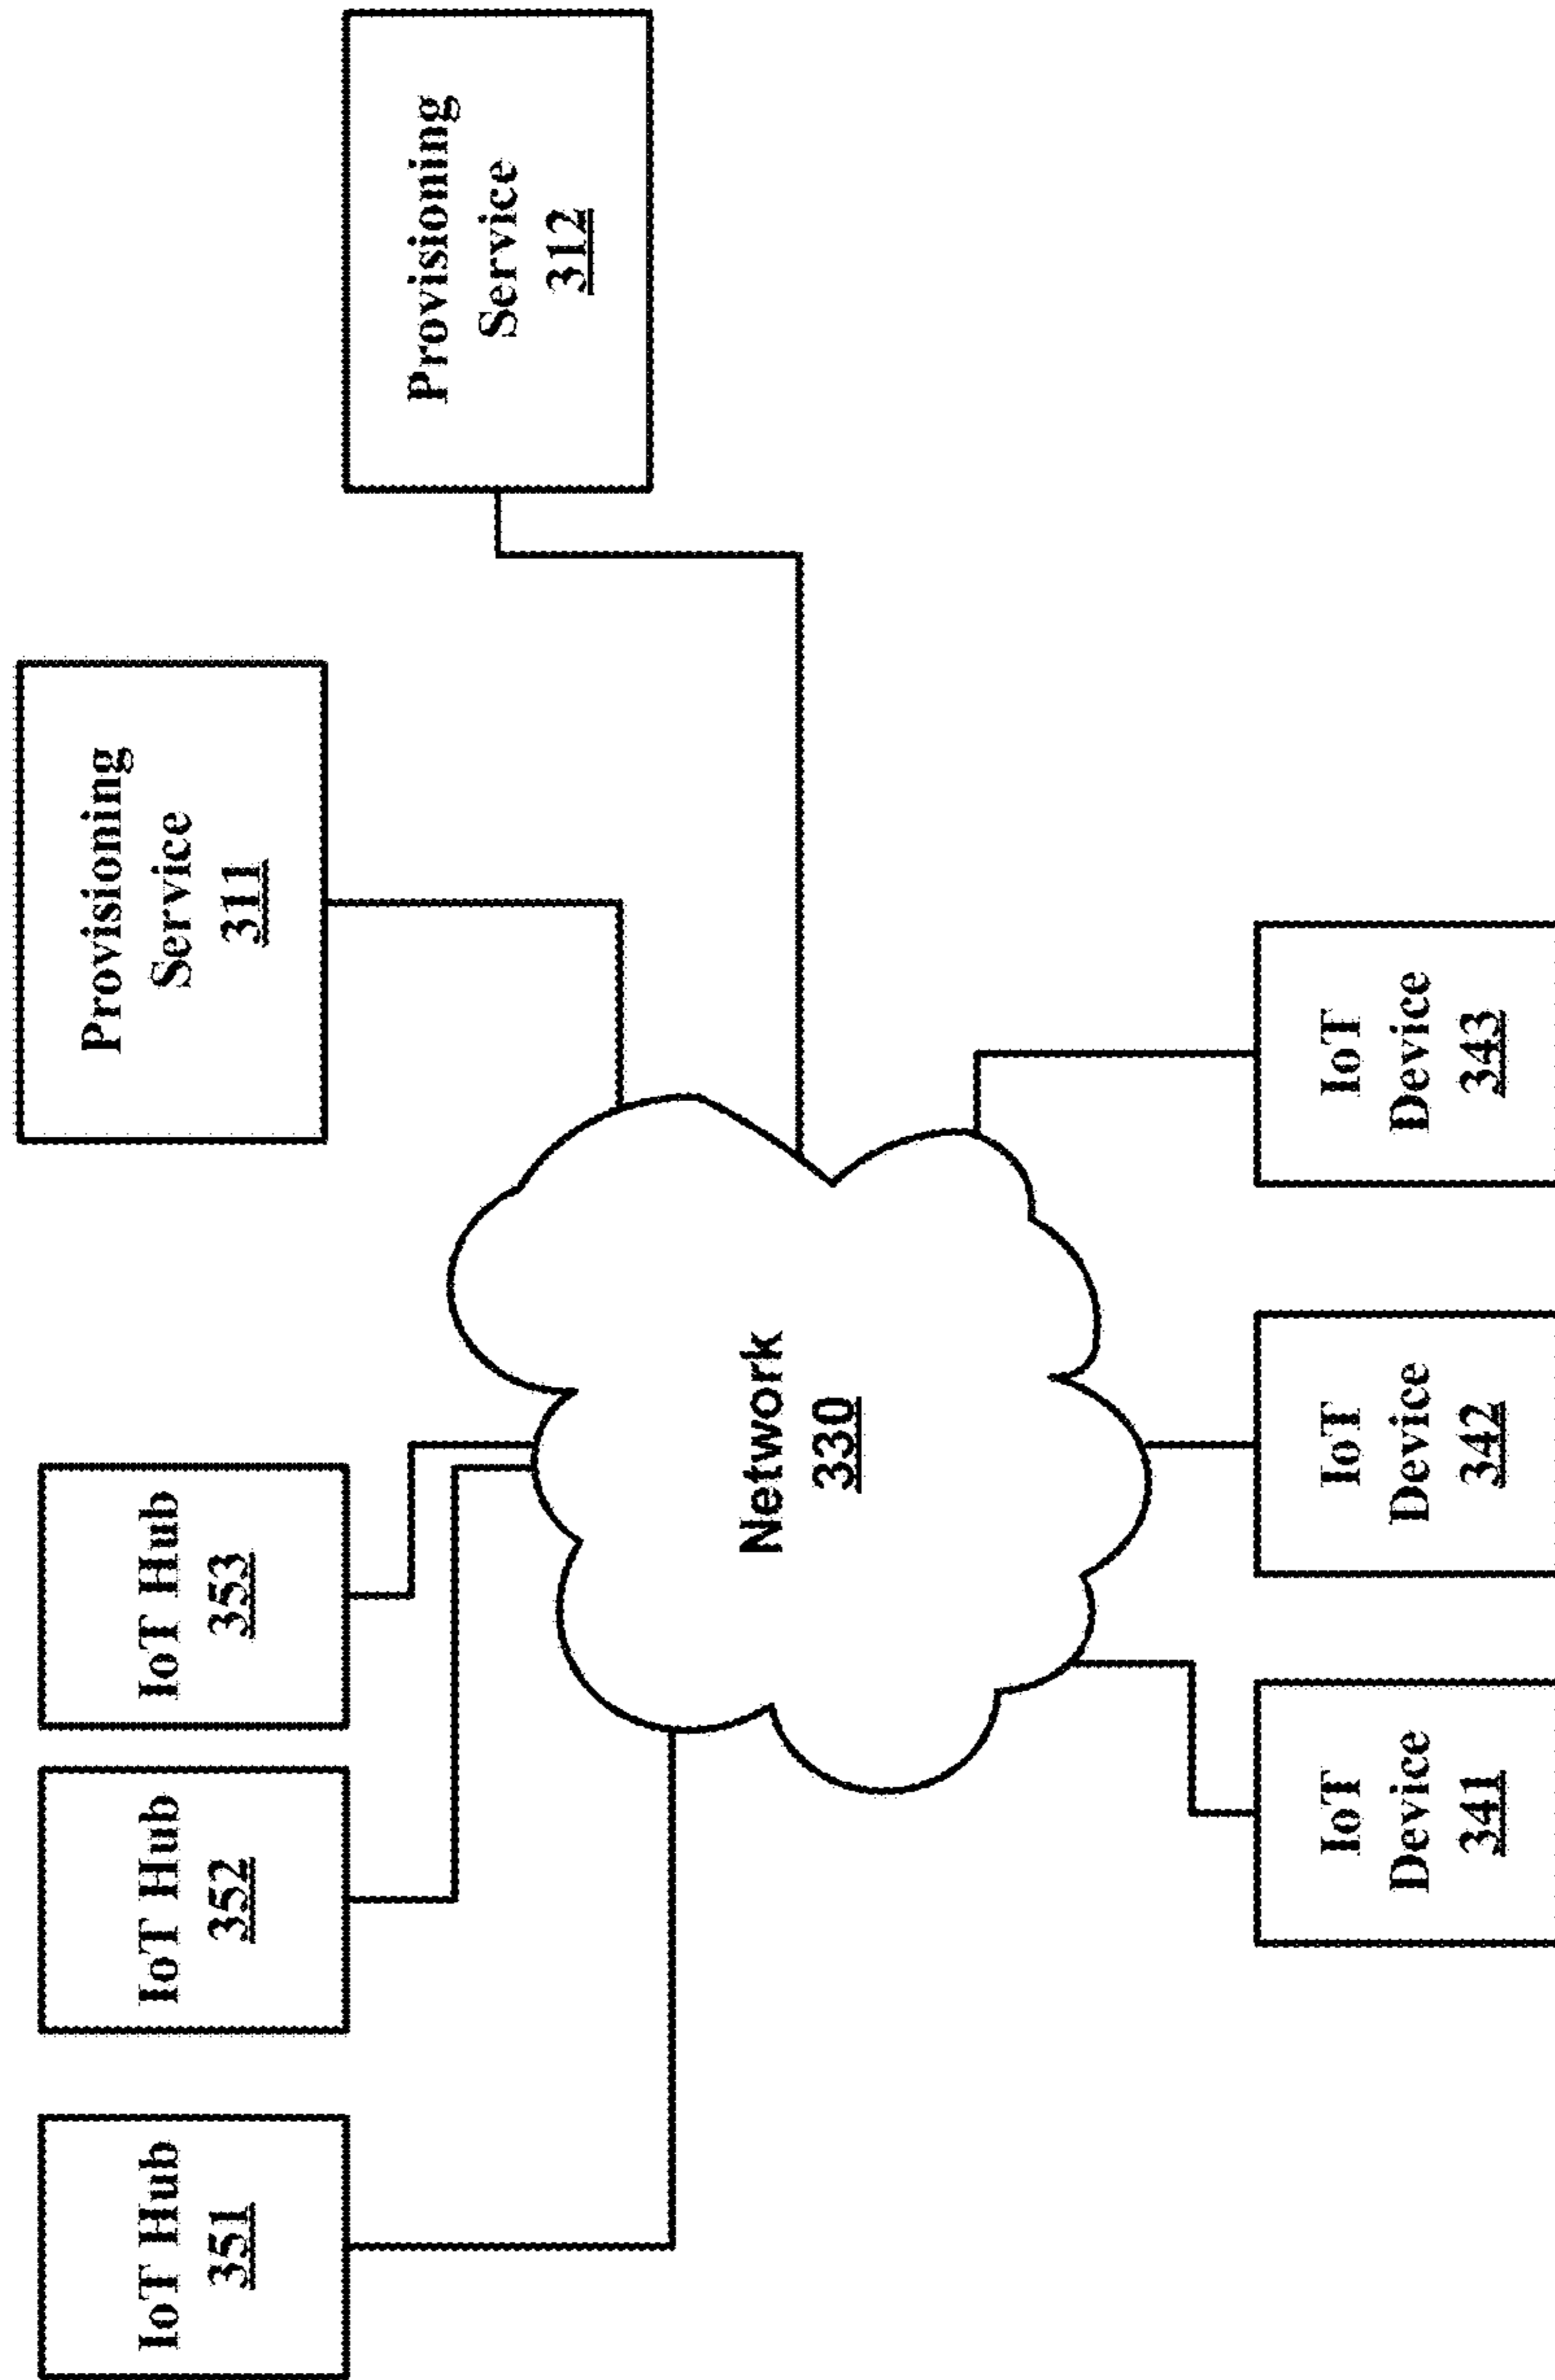 IoT Hub
351
IoT Hub
352
IoT Hub
353
Provisioning
Service
311
Provisioning
Service
312
Network
330
IoT
Device
341
IoT
Device
342
IoT
Device
343